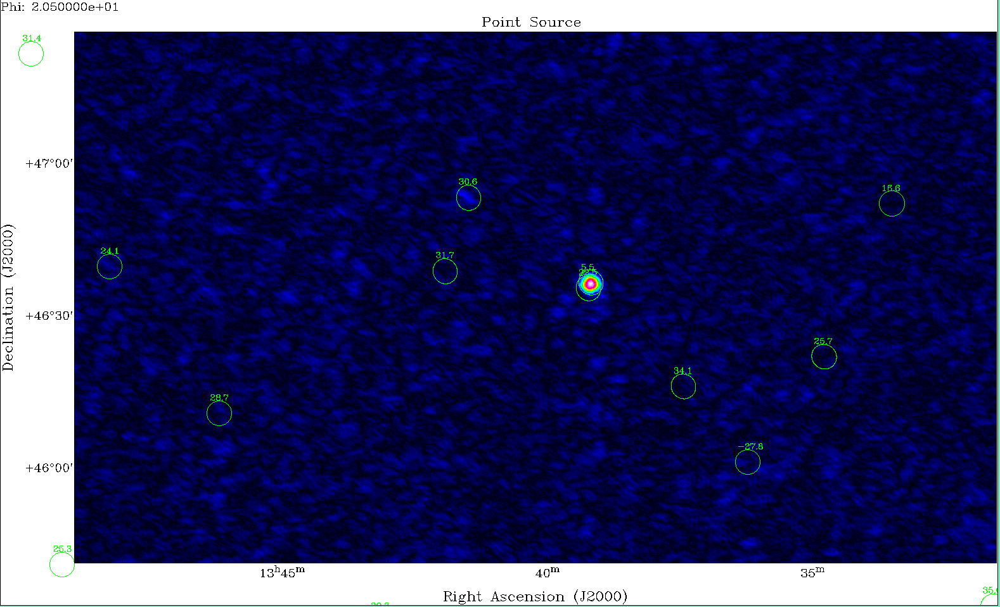 Phi: 2.050000e+01
Point Source
31.4
+47°00'
30.6
16.6
24.1
31.7
5.5
22.5
+46°30'
25.7
34.1
28.7
−27.8
+46°00'
25.3
13ʰ45ᵐ
40ᵐ
35ᵐ
Declination (J2000)
Right Ascension (J2000)